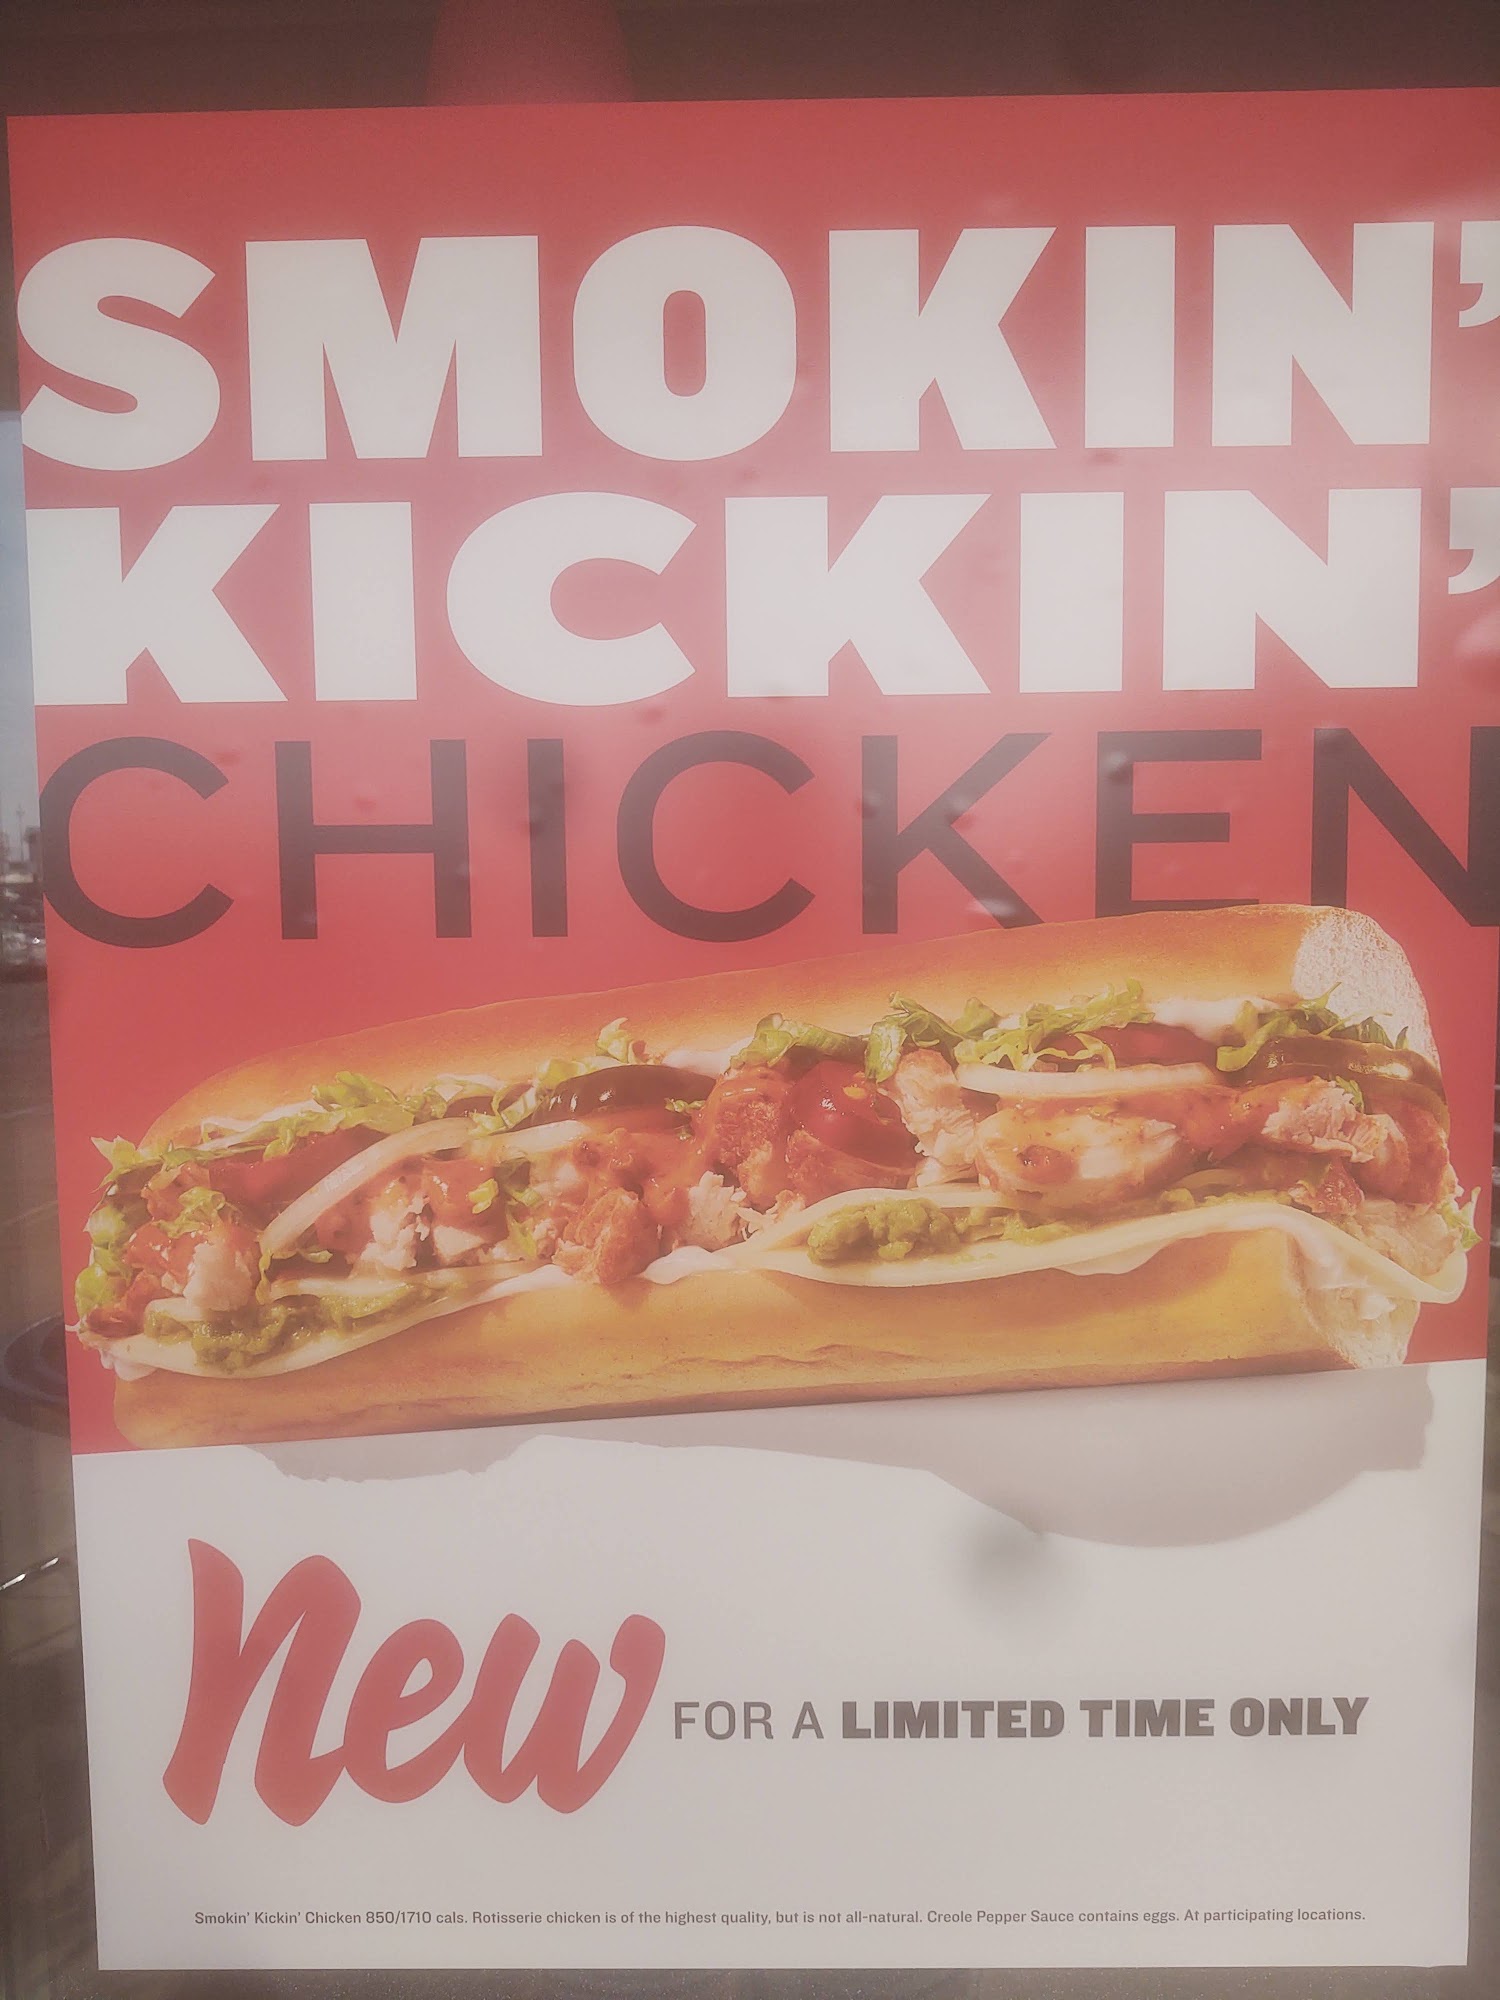 SMOKIN'
KICKIN'
CHICKEN
New FOR A LIMITED TIME ONLY
Smokin' Kickin' Chicken 850/1710 cals. Rotisserie chicken is of the highest quality, but is not all-natural. Creole Pepper Sauce contains eggs. At participating locations.